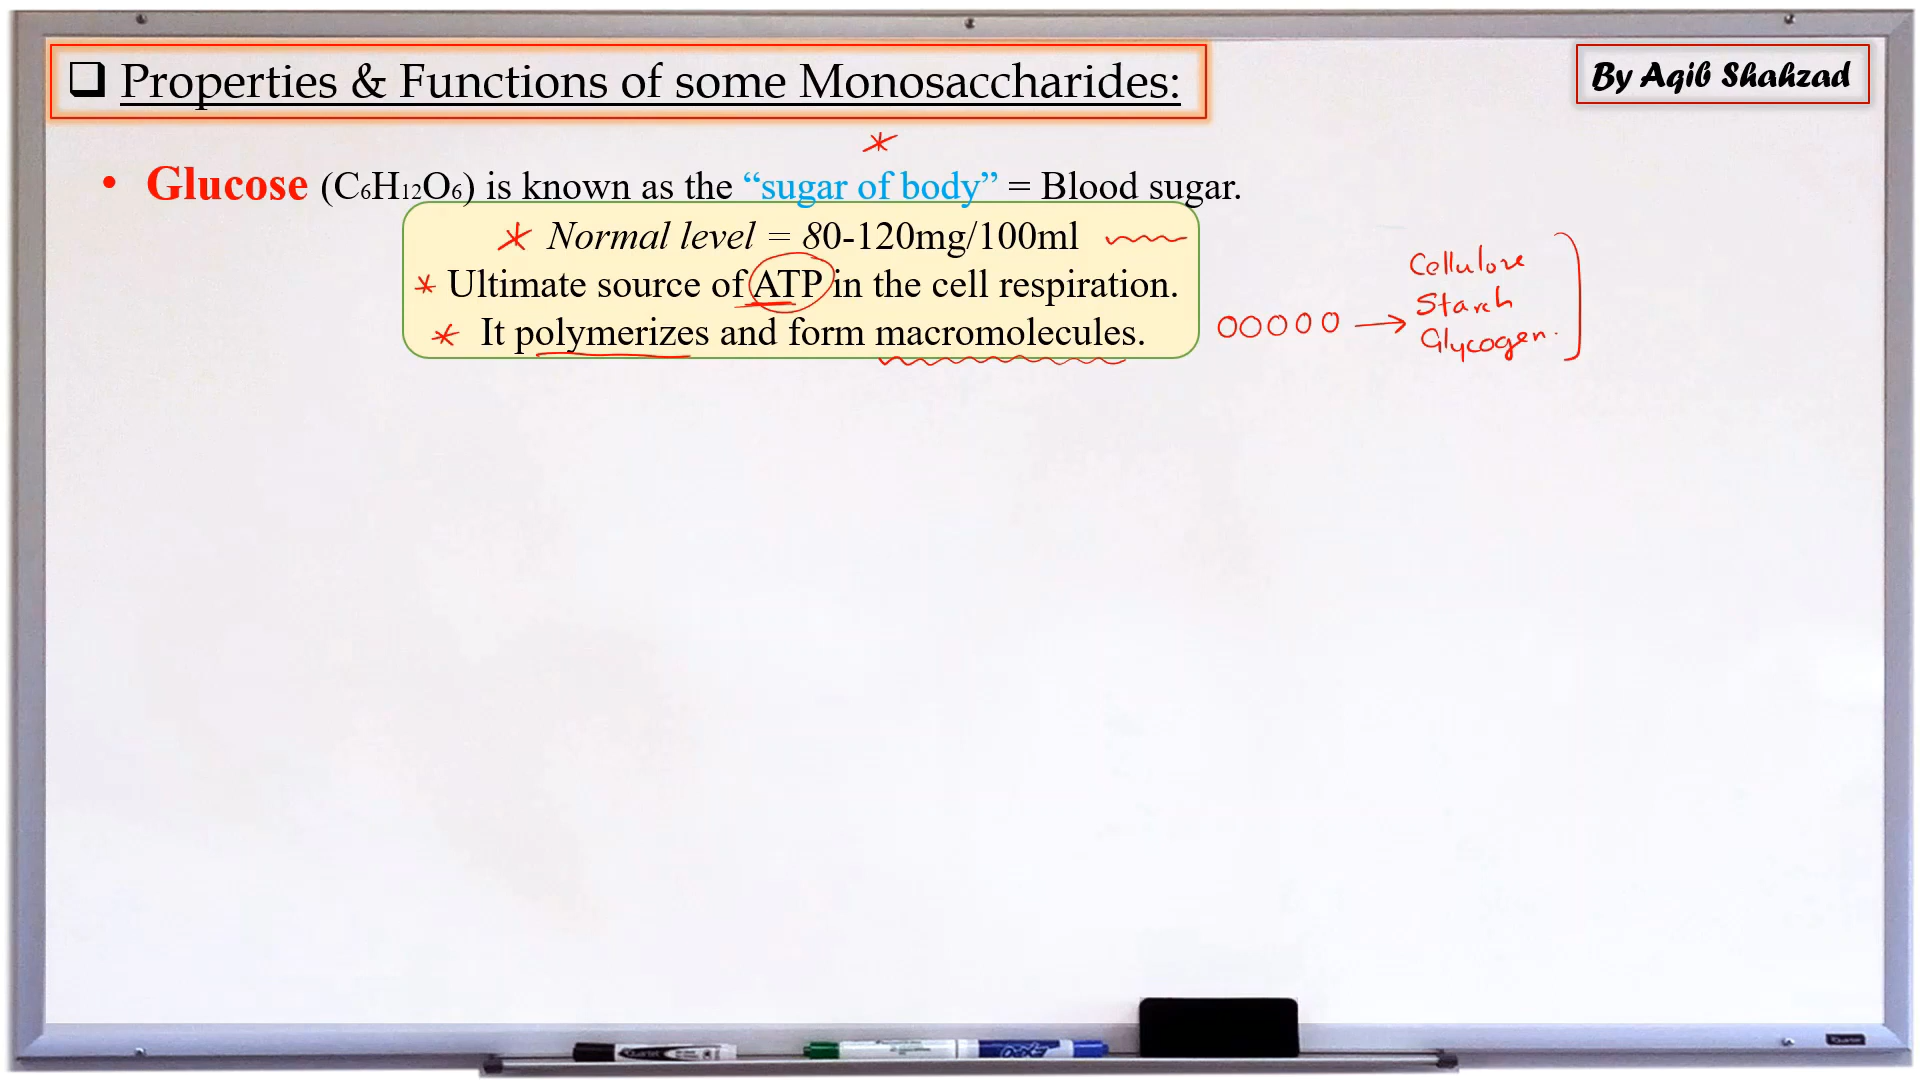 Properties & Functions of some Monosaccharides:
By Aqib Shahzad
• Glucose (C₆H₁₂O₆) is known as the “sugar of body” = Blood sugar.
* Normal level = 80-120mg/100ml
* Ultimate source of ATP in the cell respiration.
* It polymerizes and form macromolecules.
Cellulose
Starch
Glycogen.